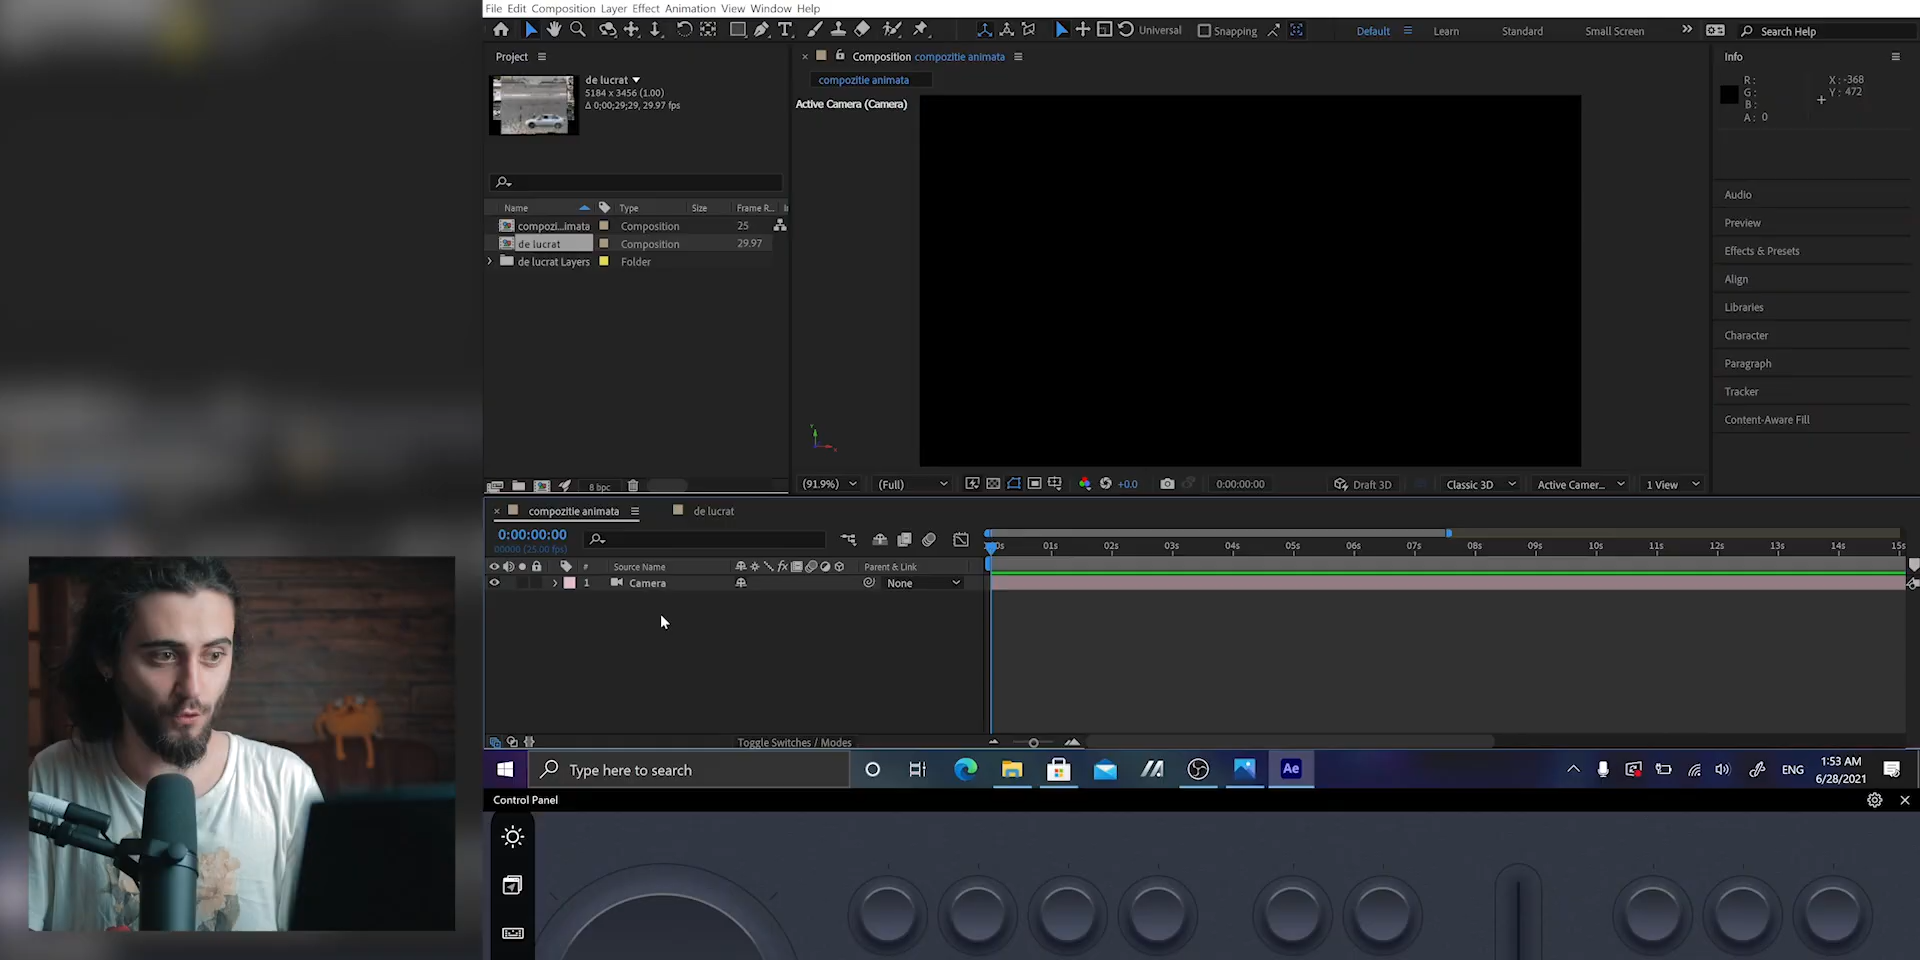 File Edit Composition Layer Effect Animation View Window Help
Universal Snapping Default Learn Standard Small Screen Search Help
Project
de lucrat
5184 x 3456 (1.00)
Δ 0;00;29;29, 29.97 fps
Name Type Size Frame R..
compozi...imata Composition 25
de lucrat Composition 29.97
de lucrat Layers Folder
8 bpc
Composition compozitie animata
compozitie animata
Active Camera (Camera)
(91.9%) (Full) +0.0 0:00:00:00 Draft 3D Classic 3D Active Camer... 1 View
Info
R: X: -368
G: Y: 472
B:
A: 0
Audio
Preview
Effects & Presets
Align
Libraries
Character
Paragraph
Tracker
Content-Aware Fill
compozitie animata de lucrat
0:00:00:00
00000 (25.00 fps)
01s 02s 03s 04s 05s 06s 07s 08s 09s 10s 11s 12s 13s 14s 15s
# Source Name fx Parent & Link
1 Camera None
Toggle Switches / Modes
Type here to search
Ae
ENG
1:53 AM
6/28/2021
Control Panel